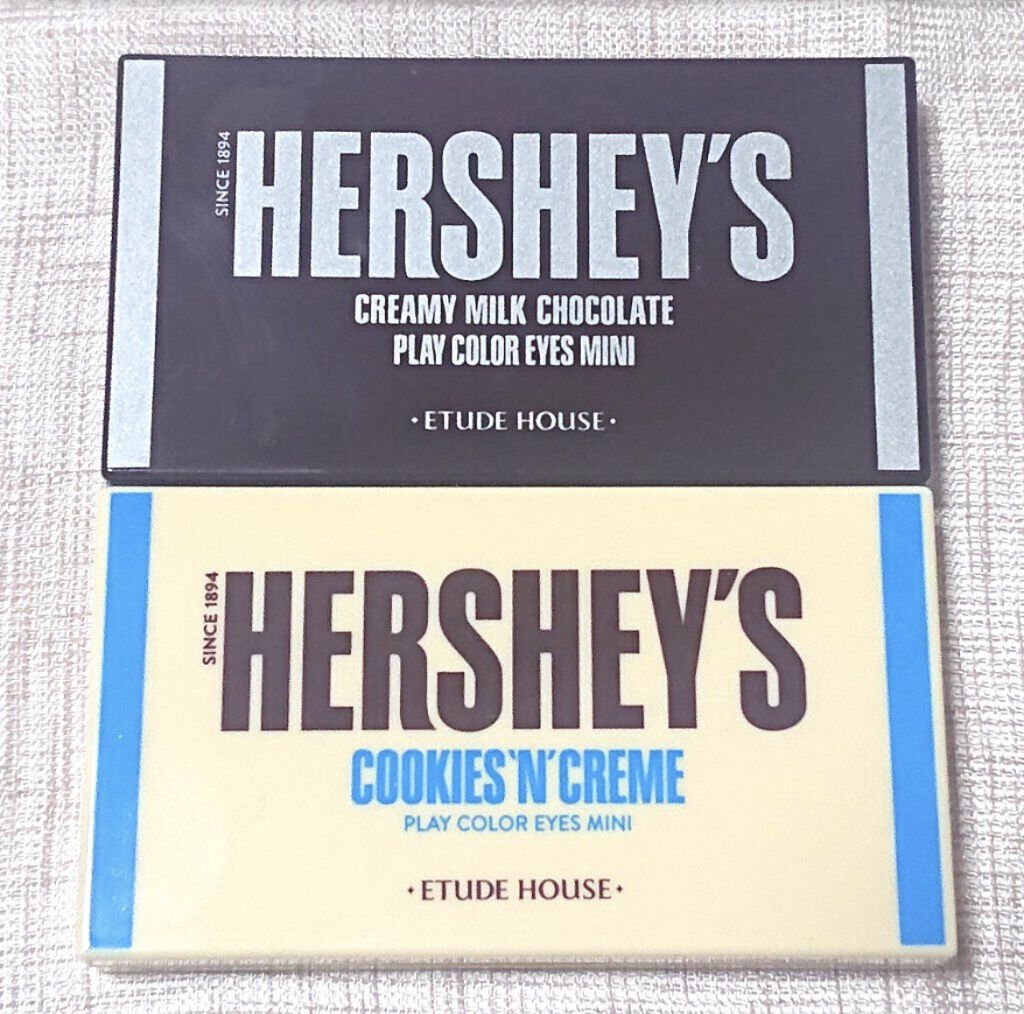 SINCE 1894
HERSHEY'S
CREAMY MILK CHOCOLATE
PLAY COLOR EYES MINI
·ETUDE HOUSE·
SINCE 1894
HERSHEY'S
COOKIES'N'CREME
PLAY COLOR EYES MINI
·ETUDE HOUSE·